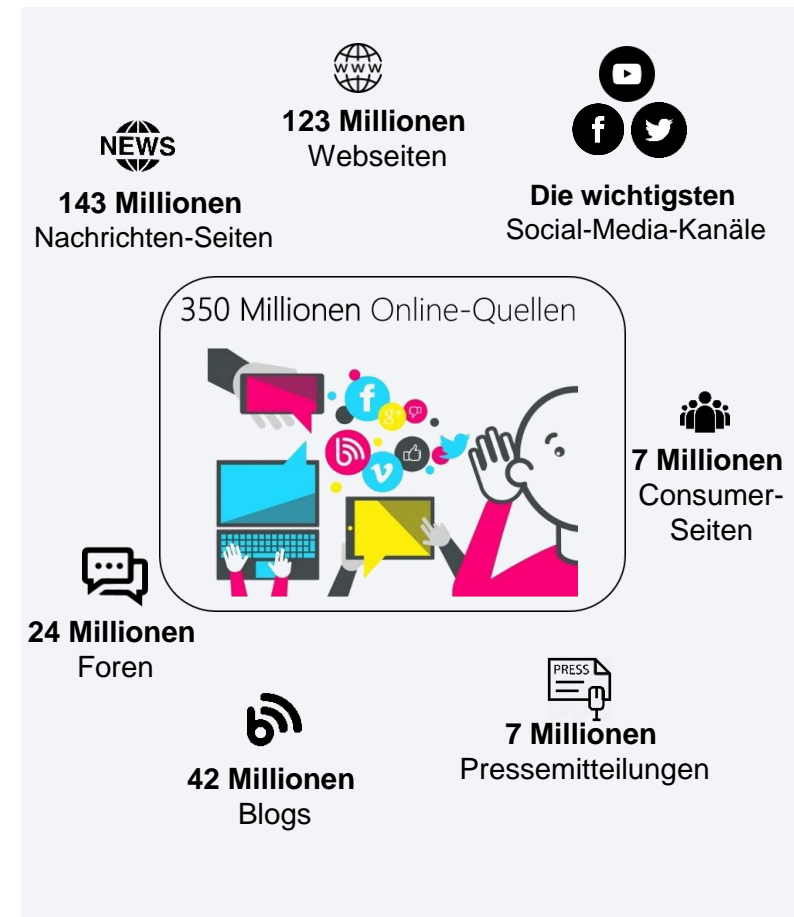 WWW
123 Millionen
Webseiten
NEWS
143 Millionen
Nachrichten-Seiten
f
Die wichtigsten
Social-Media-Kanäle
350 Millionen Online-Quellen
f
g+
b
v
7 Millionen
Consumer-
Seiten
24 Millionen
Foren
b
42 Millionen
Blogs
PRESS
7 Millionen
Pressemitteilungen